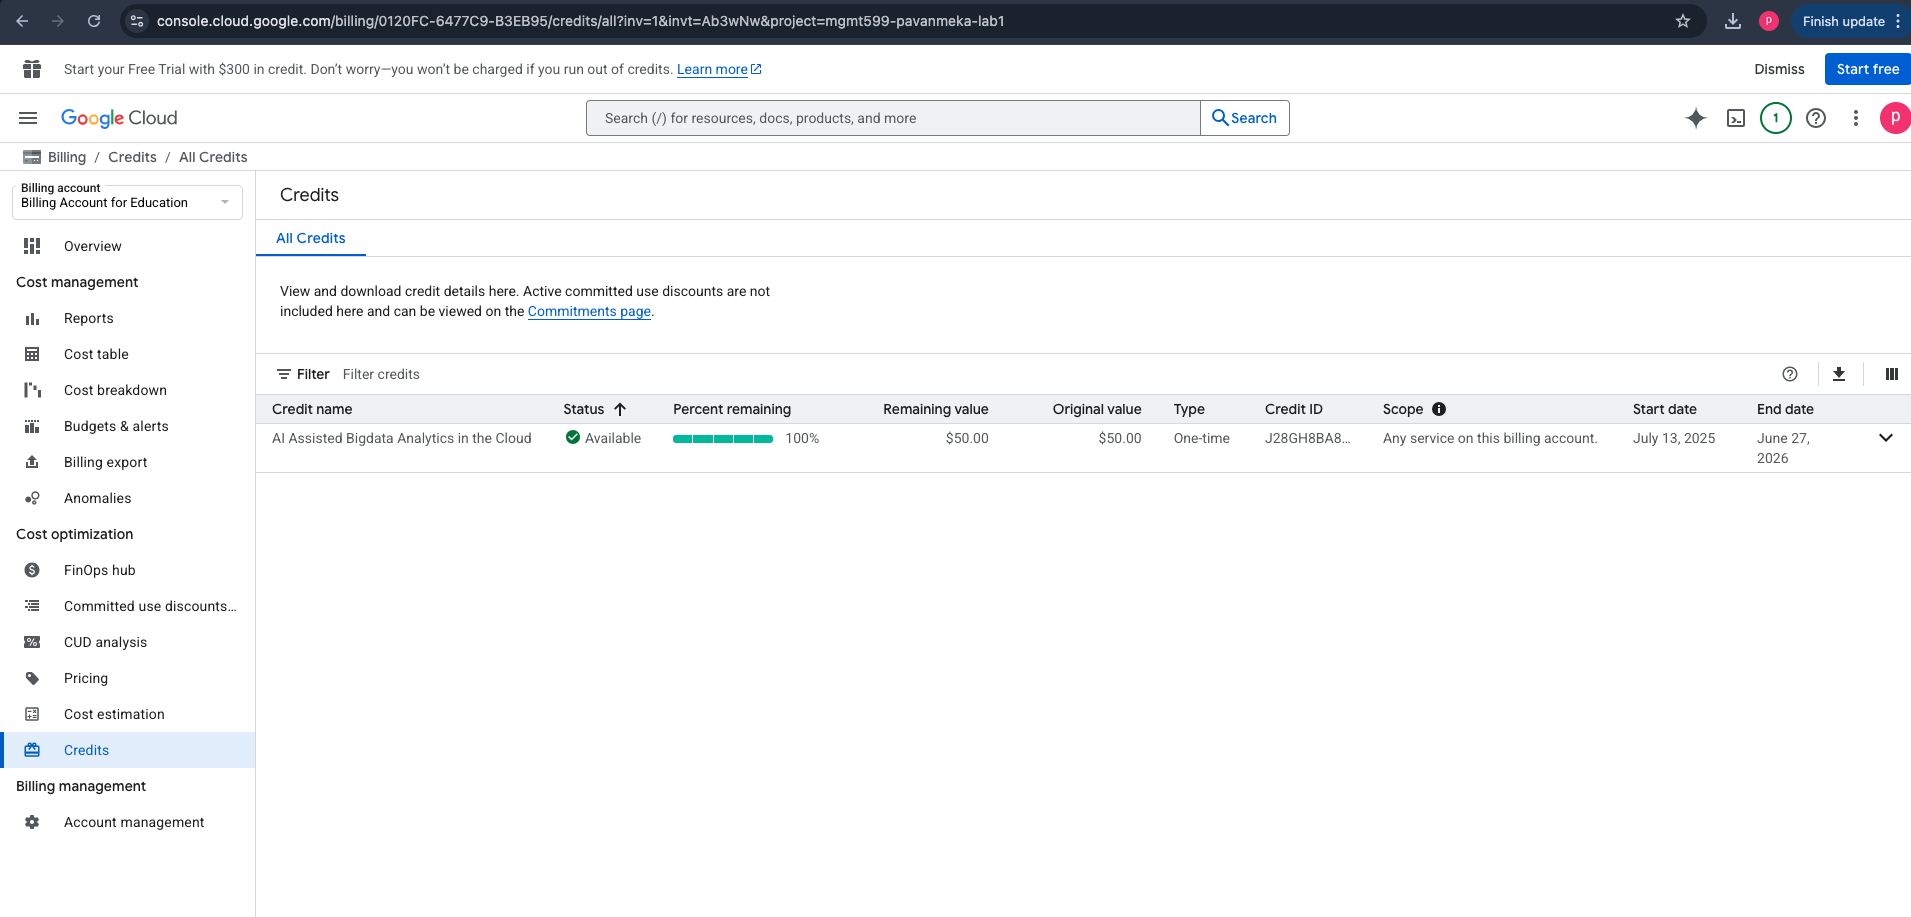 console.cloud.google.com/billing/0120FC-6477C9-B3EB95/credits/all?inv=1&invt=Ab3wNw&project=mgmt599-pavanmeka-lab1
p
Finish update
Start your Free Trial with $300 in credit. Don't worry—you won't be charged if you run out of credits. Learn more
Dismiss
Start free
Google Cloud
Search (/) for resources, docs, products, and more
Search
1
p
Billing / Credits / All Credits
Billing account
Billing Account for Education
Overview
Cost management
Reports
Cost table
Cost breakdown
Budgets & alerts
Billing export
Anomalies
Cost optimization
FinOps hub
Committed use discounts...
CUD analysis
Pricing
Cost estimation
Credits
Billing management
Account management
Credits
All Credits
View and download credit details here. Active committed use discounts are not
included here and can be viewed on the Commitments page.
Filter Filter credits
Credit name Status Percent remaining Remaining value Original value Type Credit ID Scope Start date End date
AI Assisted Bigdata Analytics in the Cloud Available 100% $50.00 $50.00 One-time J28GH8BA8... Any service on this billing account. July 13, 2025 June 27,
2026